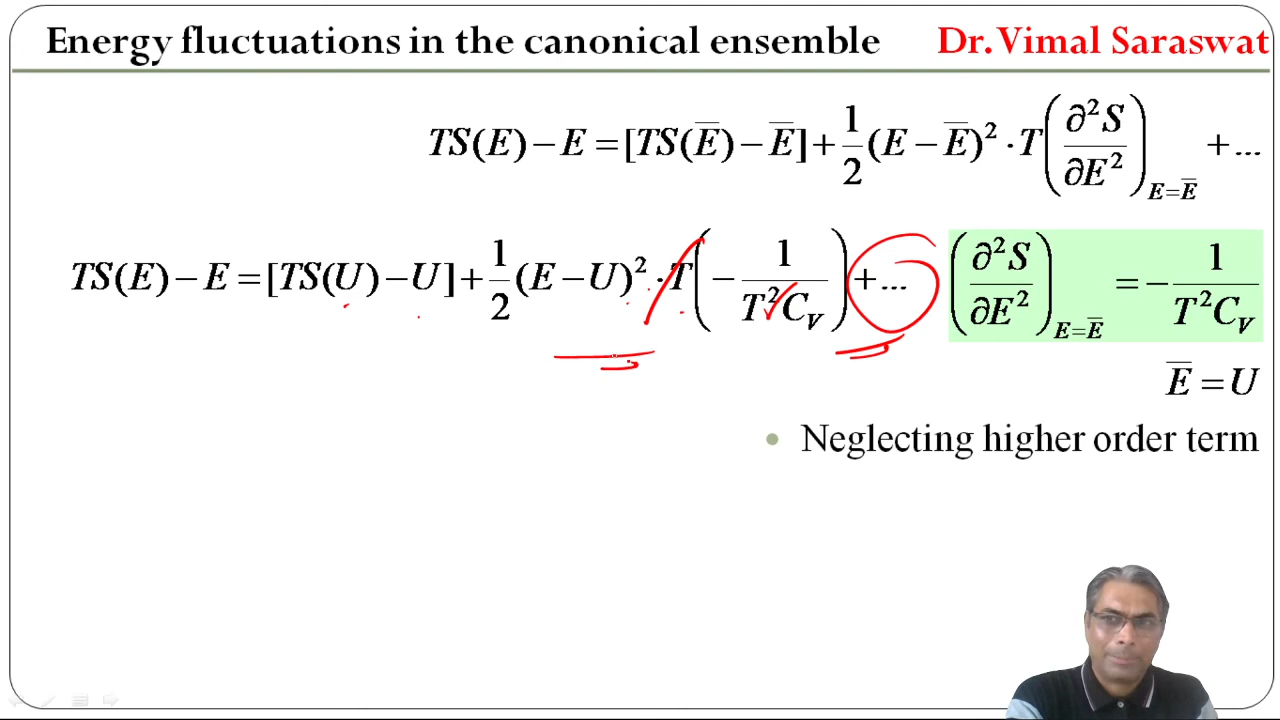 Energy fluctuations in the canonical ensemble Dr. Vimal Saraswat
TS(E) − E = [TS(E̅) − E̅] + 1/2 (E − E̅)² · T (∂²S/∂E²)_{E=E̅} + ...
TS(E) − E = [TS(U) − U] + 1/2 (E − U)² · T (− 1/(T²C_V)) + ... (∂²S/∂E²)_{E=E̅} = − 1/(T²C_V)
E̅ = U
• Neglecting higher order term